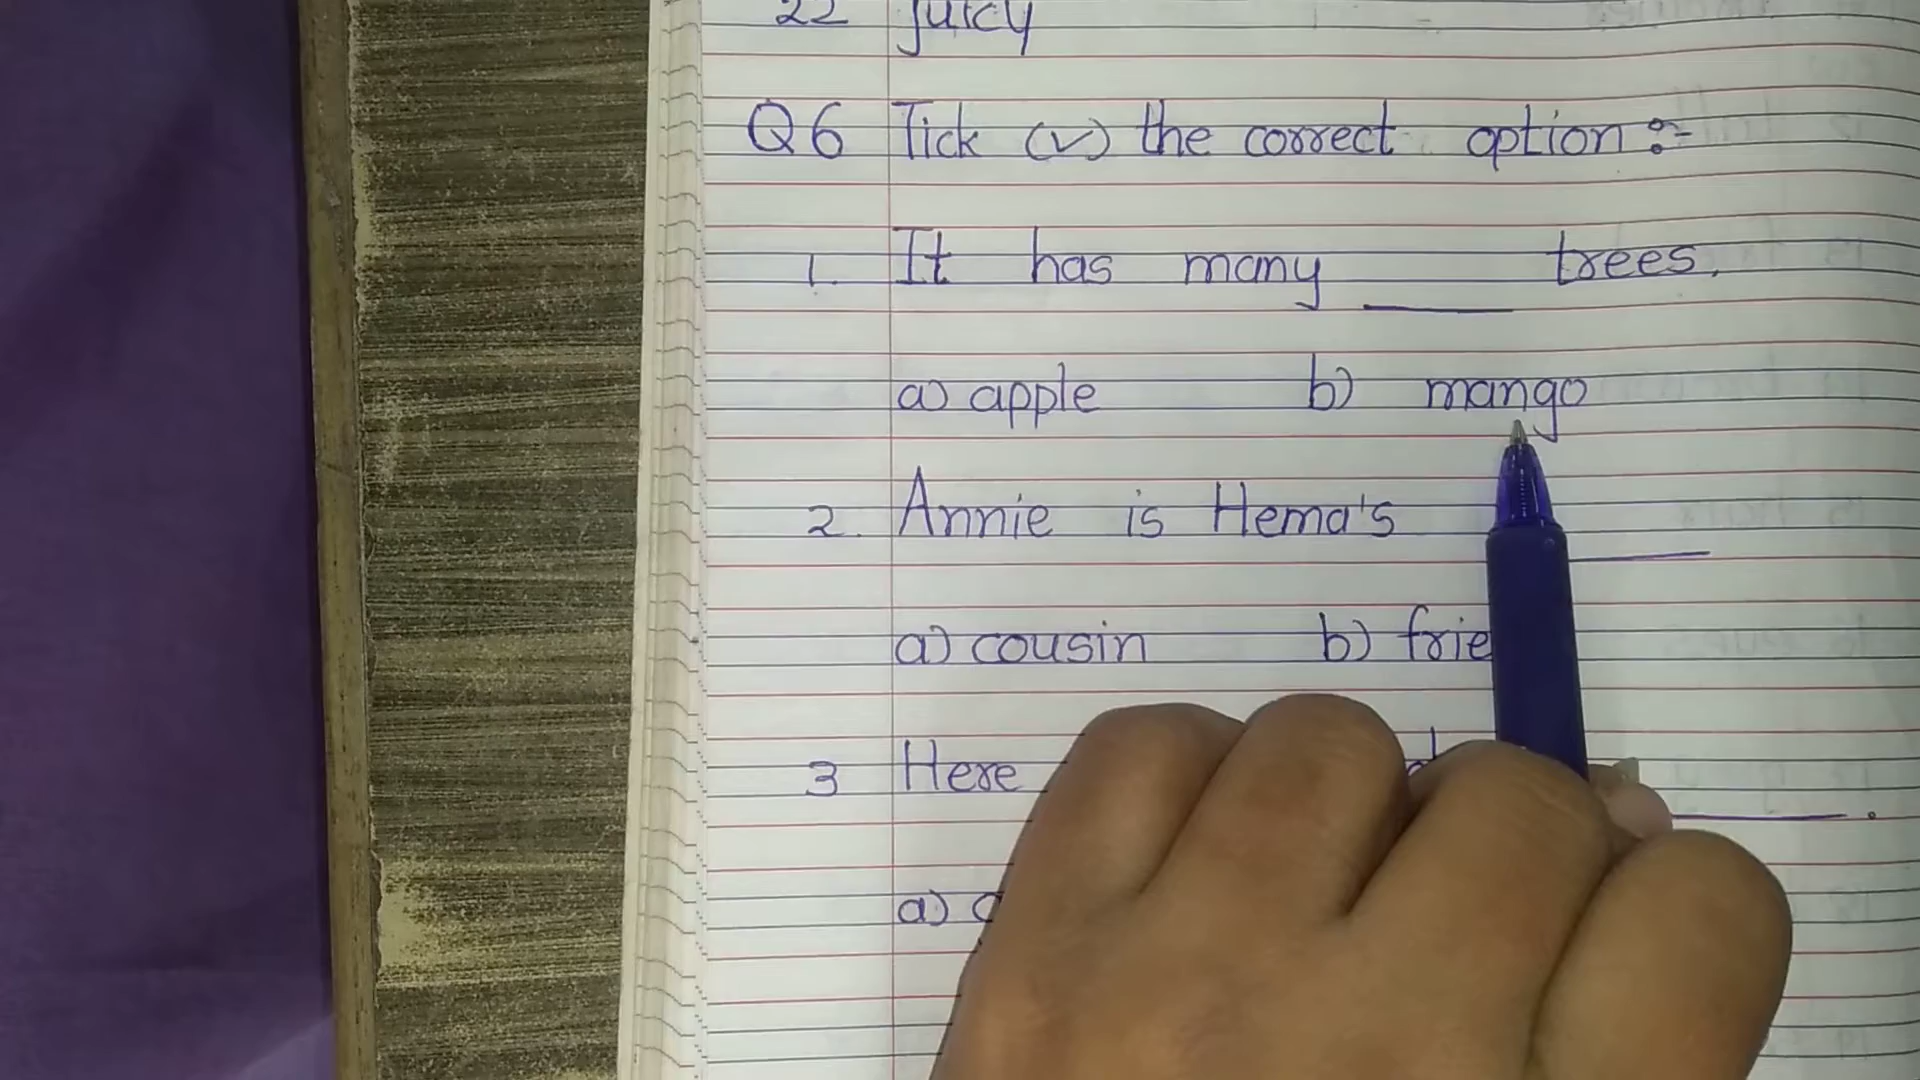 22 juicy
Q6 Tick (✓) the correct option :-
1. It has many ____ trees.
a) apple b) mango
2. Annie is Hema's ____
a) cousin b)
3 Here ____ .
a)